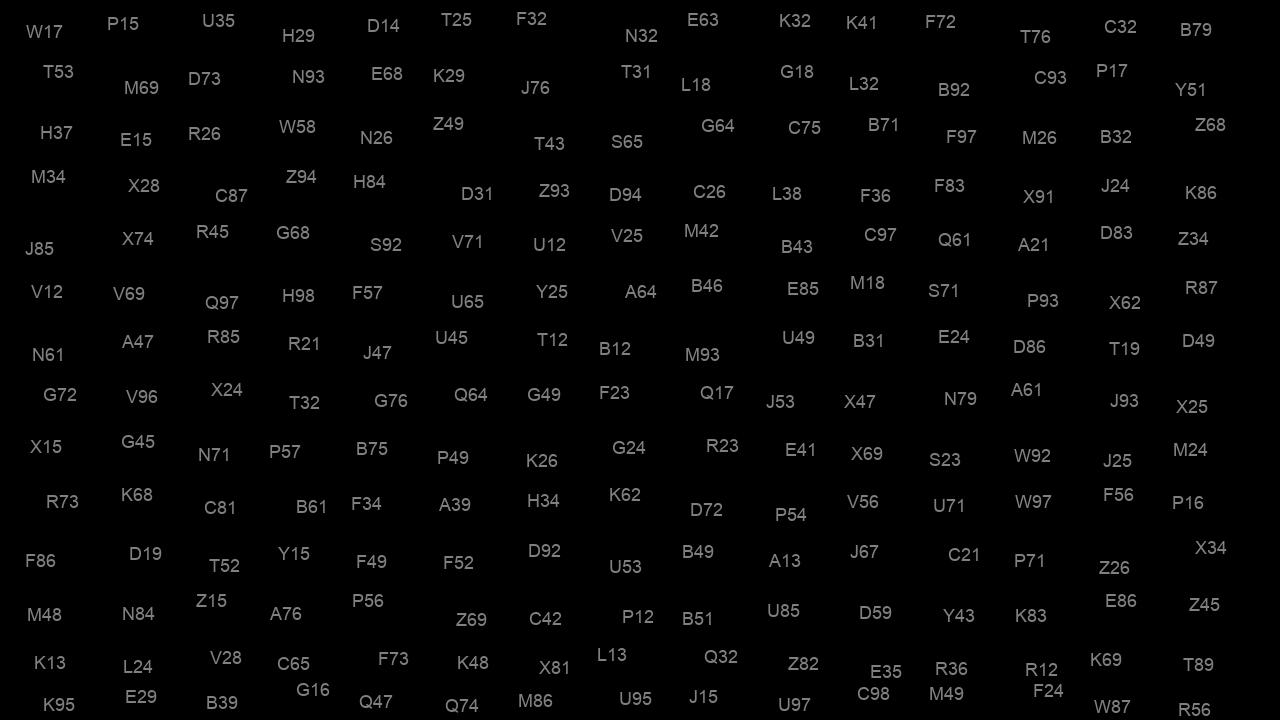 W17 P15 U35 H29 D14 T25 F32 N32 E63 K32 K41 F72 T76 C32 B79
T53 M69 D73 N93 E68 K29 J76 T31 L18 G18 L32 B92 C93 P17 Y51
H37 E15 R26 W58 N26 Z49 T43 S65 G64 C75 B71 F97 M26 B32 Z68
M34 X28 C87 Z94 H84 D31 Z93 D94 C26 L38 F36 F83 X91 J24 K86
J85 X74 R45 G68 S92 V71 U12 V25 M42 B43 C97 Q61 A21 D83 Z34
V12 V69 Q97 H98 F57 U65 Y25 A64 B46 E85 M18 S71 P93 X62 R87
N61 A47 R85 R21 J47 U45 T12 B12 M93 U49 B31 E24 D86 T19 D49
G72 V96 X24 T32 G76 Q64 G49 F23 Q17 J53 X47 N79 A61 J93 X25
X15 G45 N71 P57 B75 P49 K26 G24 R23 E41 X69 S23 W92 J25 M24
R73 K68 C81 B61 F34 A39 H34 K62 D72 P54 V56 U71 W97 F56 P16
F86 D19 T52 Y15 F49 F52 D92 U53 B49 A13 J67 C21 P71 Z26 X34
M48 N84 Z15 A76 P56 Z69 C42 P12 B51 U85 D59 Y43 K83 E86 Z45
K13 L24 V28 C65 F73 K48 X81 L13 Q32 Z82 E35 R36 R12 K69 T89
K95 E29 B39 G16 Q47 Q74 M86 U95 J15 U97 C98 M49 F24 W87 R56